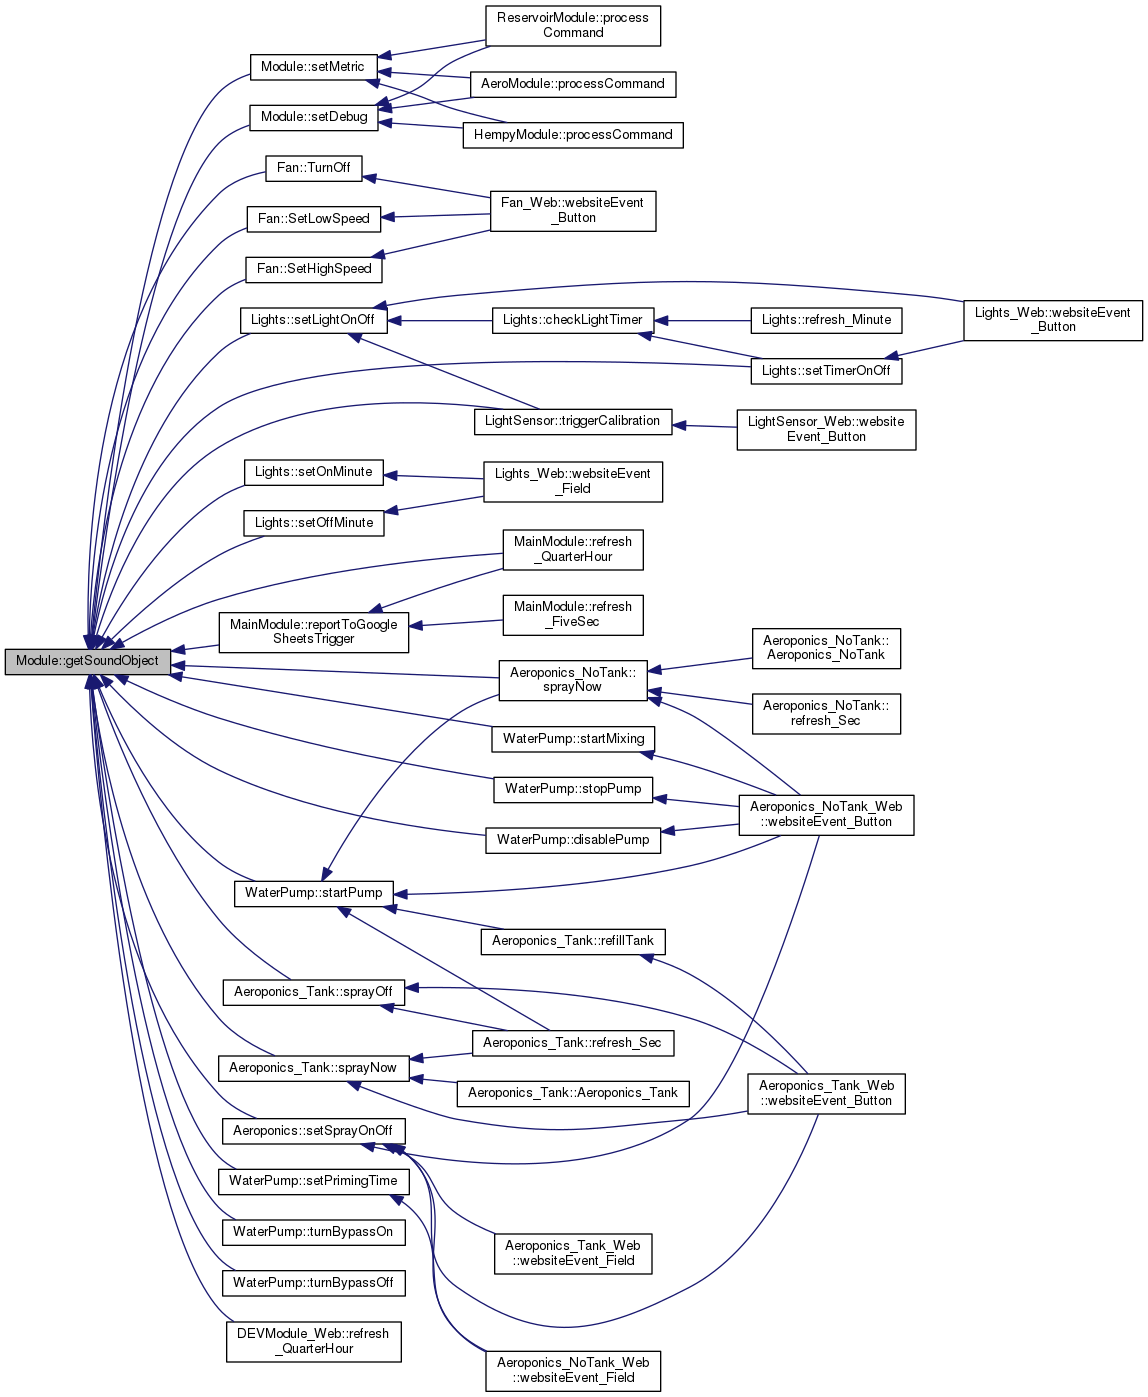 ReservoirModule::process
Command
Module::setMetric
AeroModule::processCommand
Module::setDebug
HempyModule::processCommand
Fan::TurnOff
Fan_Web::websiteEvent
_Button
Fan::SetLowSpeed
Fan::SetHighSpeed
Lights::setLightOnOff
Lights::checkLightTimer
Lights::refresh_Minute
Lights_Web::websiteEvent
_Button
Lights::setTimerOnOff
LightSensor::triggerCalibration
LightSensor_Web::website
Event_Button
Lights::setOnMinute
Lights_Web::websiteEvent
_Field
Lights::setOffMinute
MainModule::refresh
_QuarterHour
MainModule::reportToGoogle
SheetsTrigger
MainModule::refresh
_FiveSec
Module::getSoundObject
Aeroponics_NoTank::
sprayNow
Aeroponics_NoTank::
Aeroponics_NoTank
Aeroponics_NoTank::
refresh_Sec
WaterPump::startMixing
WaterPump::stopPump
Aeroponics_NoTank_Web
::websiteEvent_Button
WaterPump::disablePump
WaterPump::startPump
Aeroponics_Tank::refillTank
Aeroponics_Tank::sprayOff
Aeroponics_Tank::refresh_Sec
Aeroponics_Tank::sprayNow
Aeroponics_Tank::Aeroponics_Tank
Aeroponics_Tank_Web
::websiteEvent_Button
Aeroponics::setSprayOnOff
WaterPump::setPrimingTime
WaterPump::turnBypassOn
Aeroponics_Tank_Web
::websiteEvent_Field
WaterPump::turnBypassOff
DEVModule_Web::refresh
_QuarterHour
Aeroponics_NoTank_Web
::websiteEvent_Field